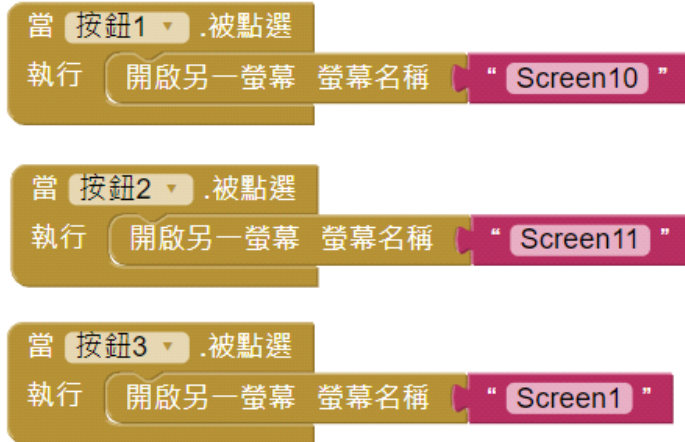 當 按鈕1 .被點選
執行 開啟另一螢幕 螢幕名稱 “ Screen10 ”
當 按鈕2 .被點選
執行 開啟另一螢幕 螢幕名稱 “ Screen11 ”
當 按鈕3 .被點選
執行 開啟另一螢幕 螢幕名稱 “ Screen1 ”